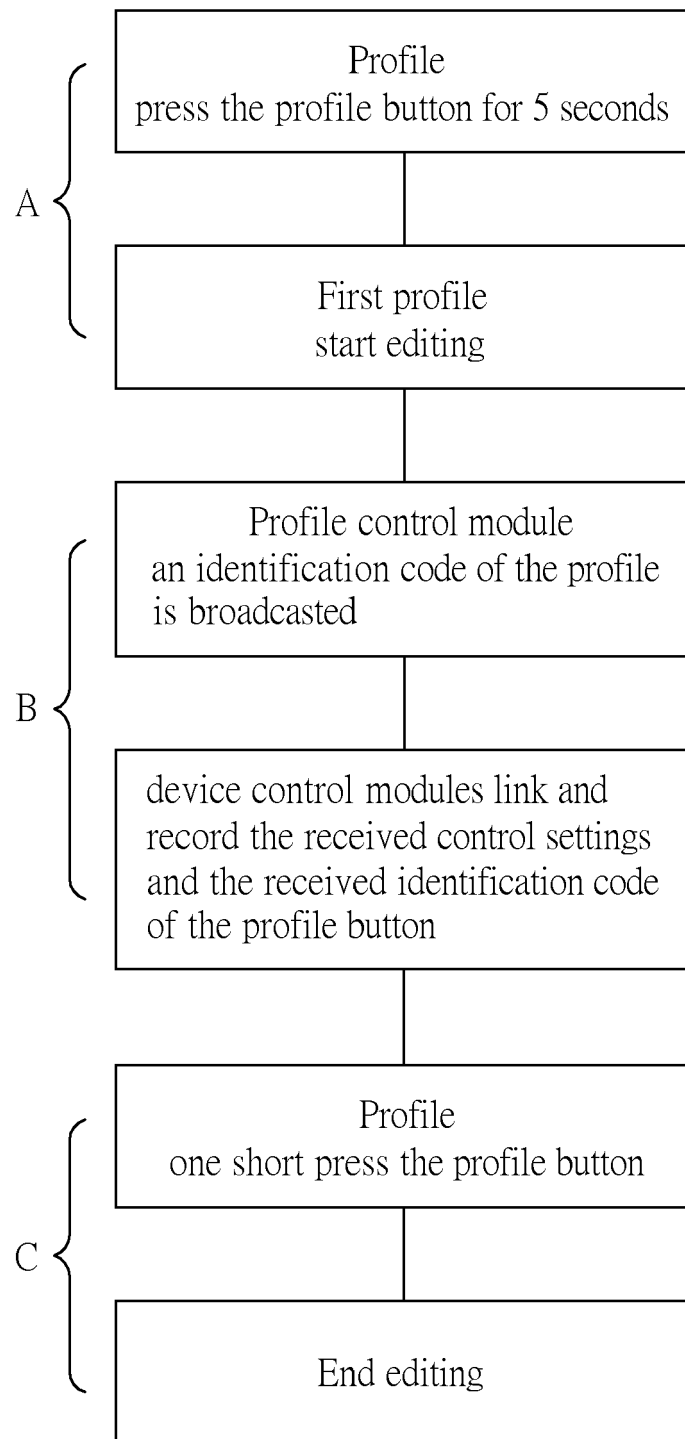 Profile
press the profile button for 5 seconds
A
First profile
start editing
Profile control module
an identification code of the profile
is broadcasted
B
device control modules link and
record the received control settings
and the received identification code
of the profile button
Profile
one short press the profile button
C
End editing